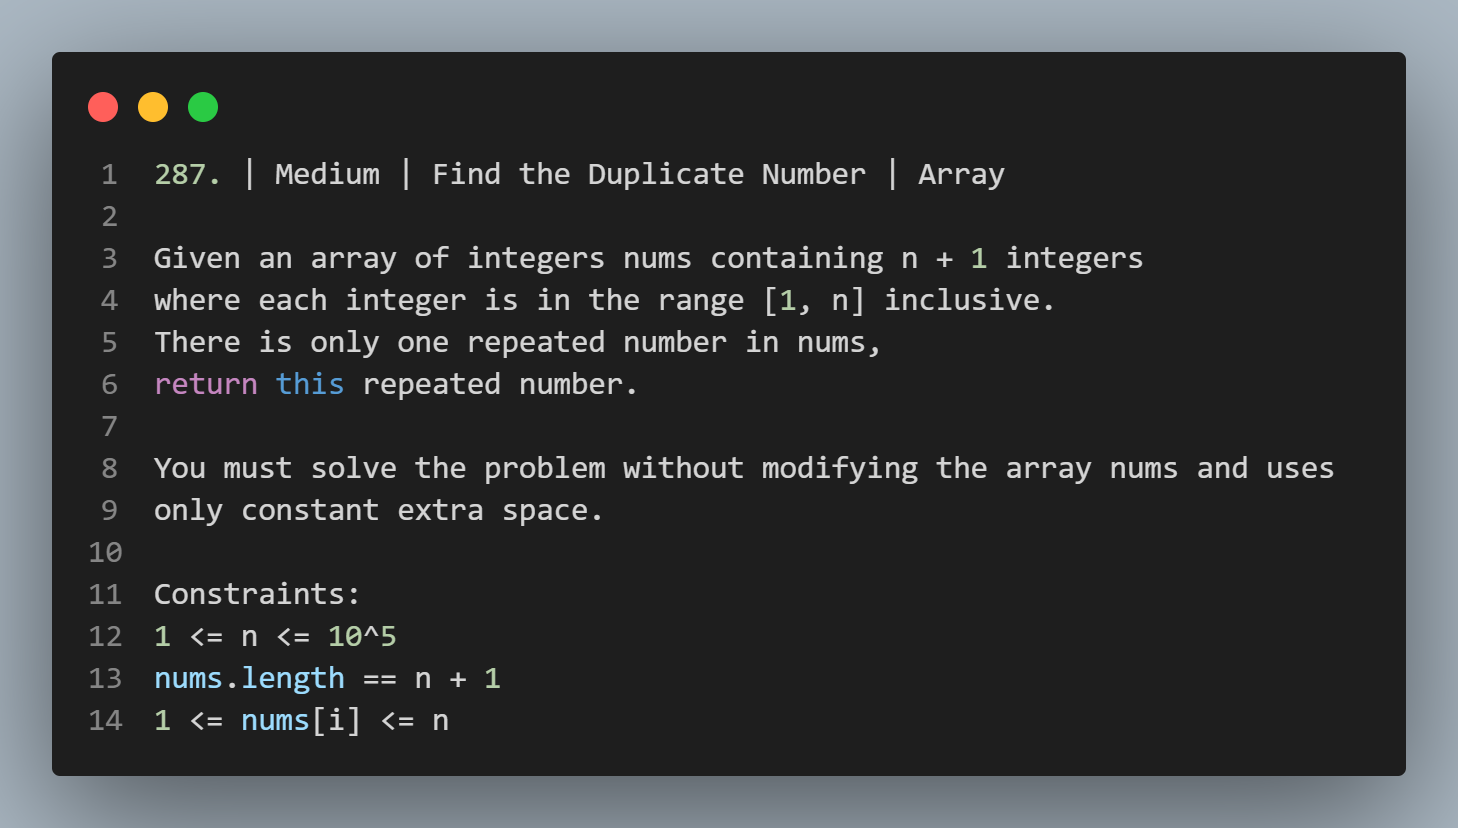 1 287. | Medium | Find the Duplicate Number | Array
2
3 Given an array of integers nums containing n + 1 integers
4 where each integer is in the range [1, n] inclusive.
5 There is only one repeated number in nums,
6 return this repeated number.
7
8 You must solve the problem without modifying the array nums and uses
9 only constant extra space.
10
11 Constraints:
12 1 <= n <= 10^5
13 nums.length == n + 1
14 1 <= nums[i] <= n